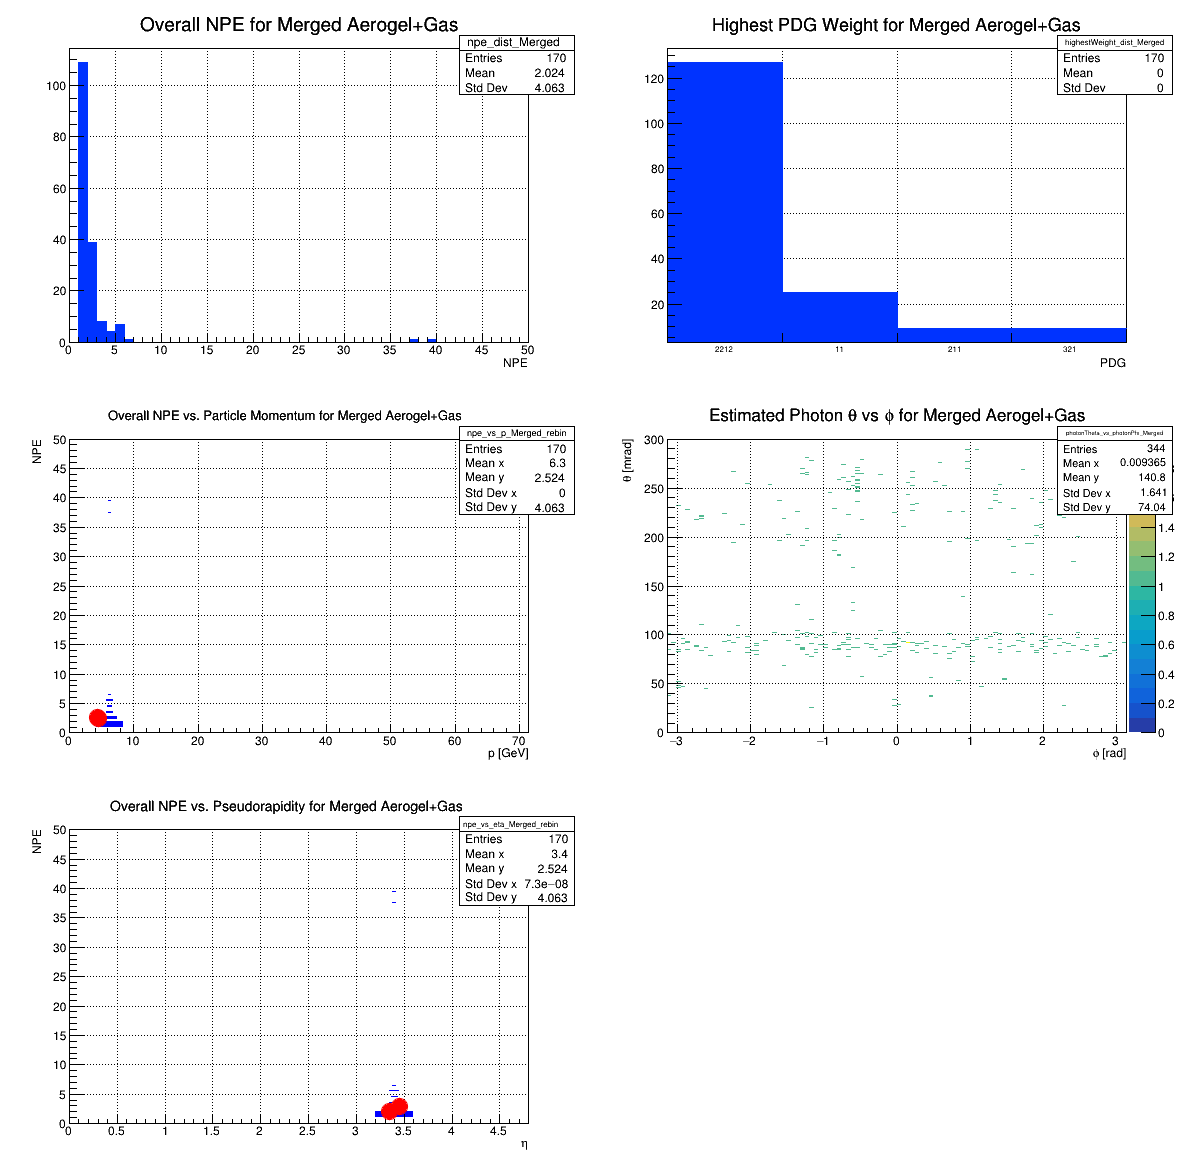 Overall NPE for Merged Aerogel+Gas
npe_dist_Merged
Entries 170
Mean 2.024
Std Dev 4.063
100
80
60
40
20
0
0 5 10 15 20 25 30 35 40 45 50
NPE
Highest PDG Weight for Merged Aerogel+Gas
highestWeight_dist_Merged
Entries 170
Mean 0
Std Dev 0
120
100
80
60
40
20
2212 11 211 321
PDG
Overall NPE vs. Particle Momentum for Merged Aerogel+Gas
npe_vs_p_Merged_rebin
Entries 170
Mean x 6.3
Mean y 2.524
Std Dev x 0
Std Dev y 4.063
NPE
50
45
40
35
30
25
20
15
10
5
0
0 10 20 30 40 50 60 70
p [GeV]
Estimated Photon θ vs ϕ for Merged Aerogel+Gas
photonTheta_vs_photonPhi_Merged
Entries 344
Mean x 0.009365
Mean y 140.8
Std Dev x 1.641
Std Dev y 74.04
θ [mrad]
300
250
200
150
100
50
0
−3 −2 −1 0 1 2 3
ϕ [rad]
1.4
1.2
1
0.8
0.6
0.4
0.2
0
Overall NPE vs. Pseudorapidity for Merged Aerogel+Gas
npe_vs_eta_Merged_rebin
Entries 170
Mean x 3.4
Mean y 2.524
Std Dev x 7.3e−08
Std Dev y 4.063
NPE
50
45
40
35
30
25
20
15
10
5
0
0 0.5 1 1.5 2 2.5 3 3.5 4 4.5
η